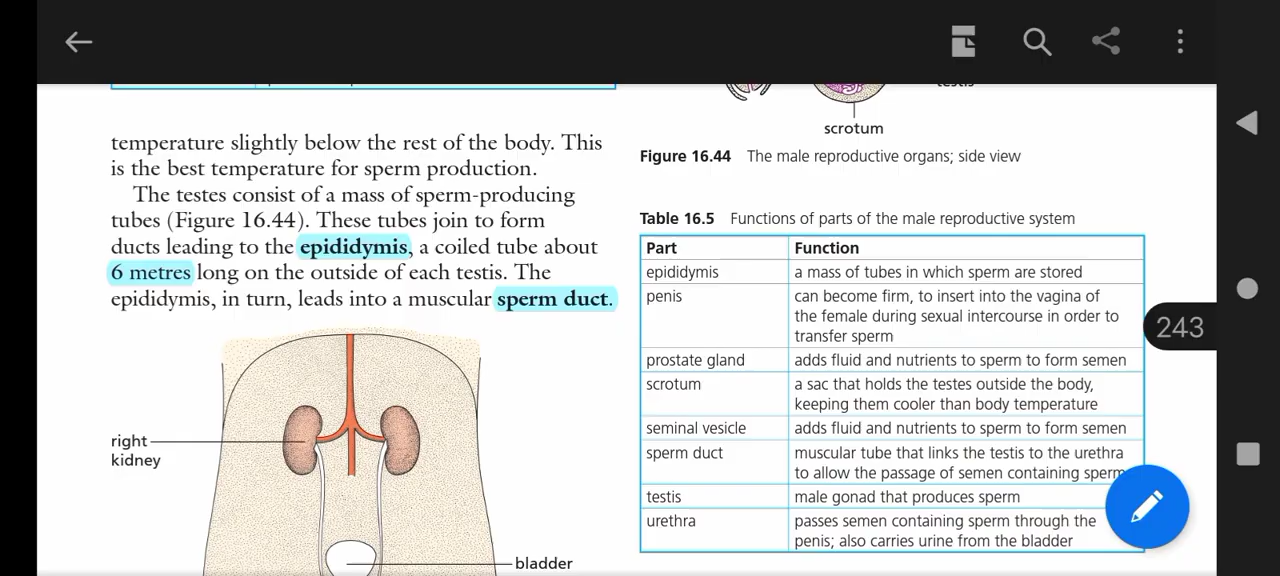 temperature slightly below the rest of the body. This
is the best temperature for sperm production.
The testes consist of a mass of sperm-producing
tubes (Figure 16.44). These tubes join to form
ducts leading to the epididymis, a coiled tube about
6 metres long on the outside of each testis. The
epididymis, in turn, leads into a muscular sperm duct.
right
kidney
bladder
testis
scrotum
Figure 16.44 The male reproductive organs; side view
Table 16.5 Functions of parts of the male reproductive system
Part Function
epididymis a mass of tubes in which sperm are stored
penis can become firm, to insert into the vagina of
the female during sexual intercourse in order to
transfer sperm
prostate gland adds fluid and nutrients to sperm to form semen
scrotum a sac that holds the testes outside the body,
keeping them cooler than body temperature
seminal vesicle adds fluid and nutrients to sperm to form semen
sperm duct muscular tube that links the testis to the urethra
to allow the passage of semen containing sperm
testis male gonad that produces sperm
urethra passes semen containing sperm through the
penis; also carries urine from the bladder
243